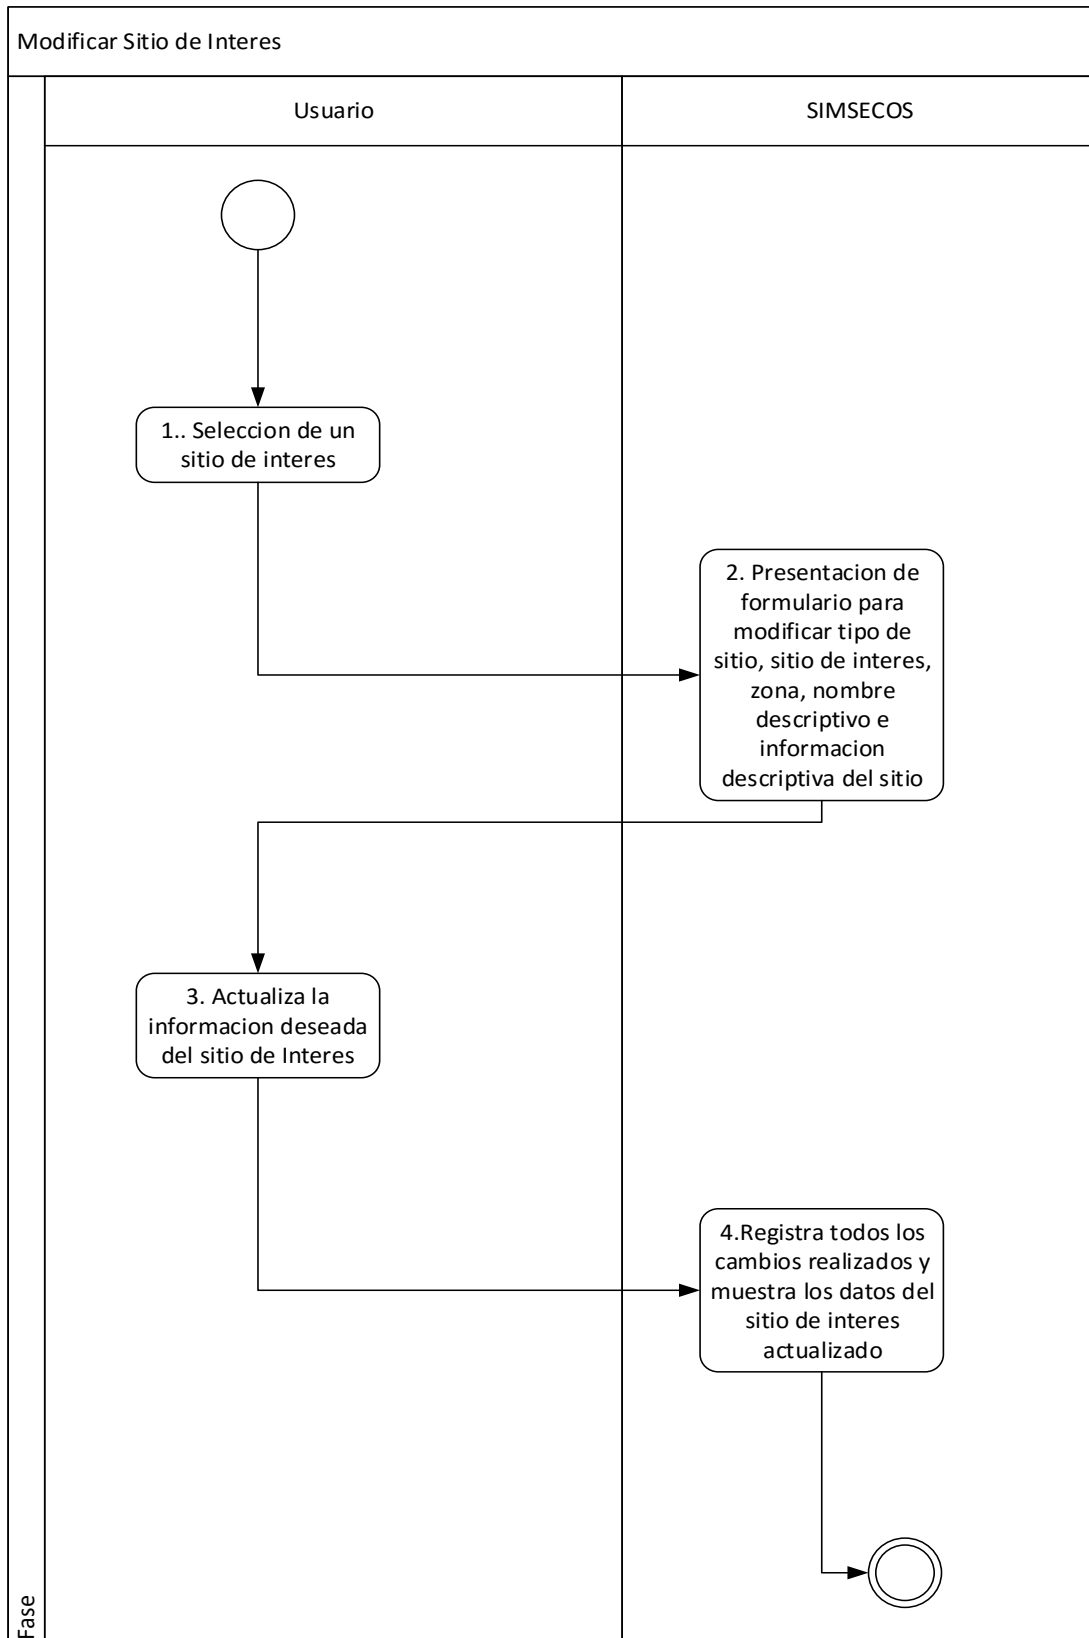 Modificar Sitio de Interes
Usuario
SIMSECOS
1.. Seleccion de un
sitio de interes
2. Presentacion de
formulario para
modificar tipo de
sitio, sitio de interes,
zona, nombre
descriptivo e
informacion
descriptiva del sitio
3. Actualiza la
informacion deseada
del sitio de Interes
4.Registra todos los
cambios realizados y
muestra los datos del
sitio de interes
actualizado
Fase